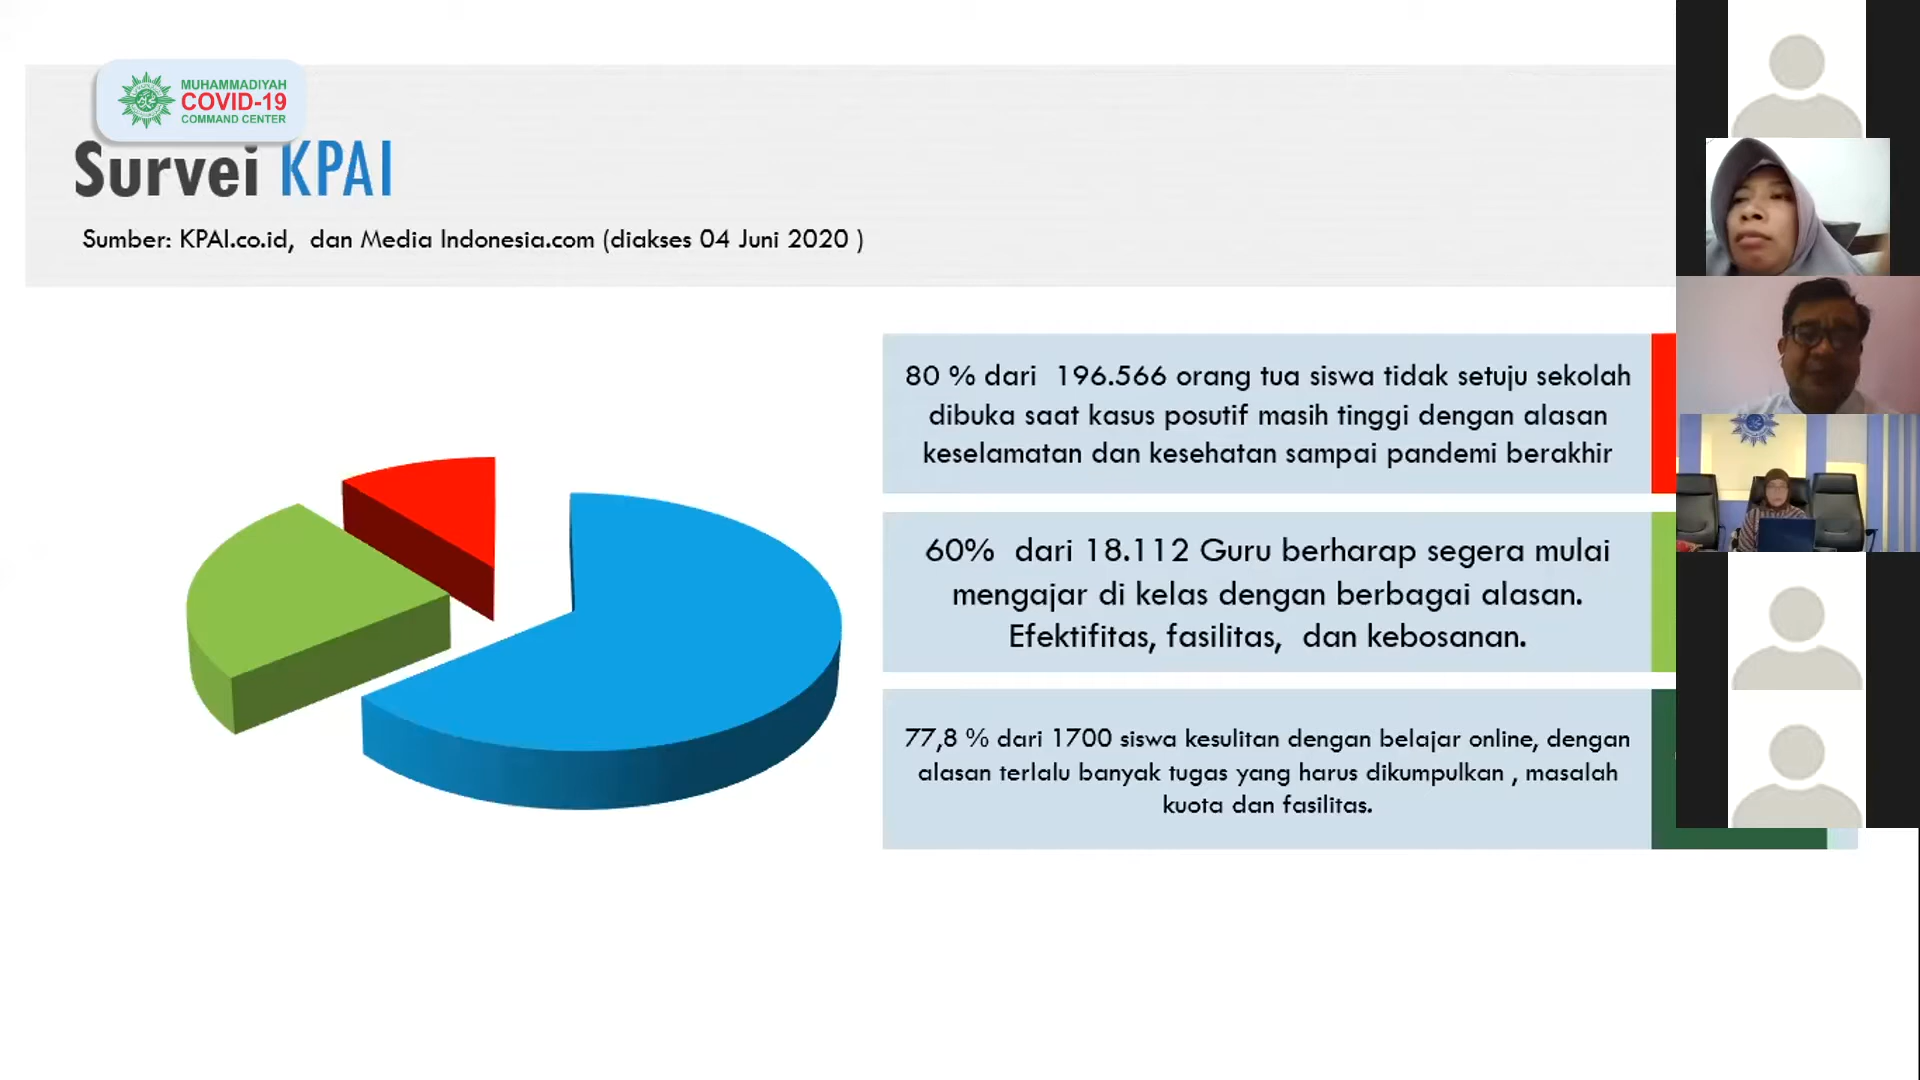 MUHAMMADIYAH
COVID-19
COMMAND CENTER
Survei KPAI
Sumber: KPAI.co.id, dan Media Indonesia.com (diakses 04 Juni 2020 )
80 % dari 196.566 orang tua siswa tidak setuju sekolah
dibuka saat kasus posutif masih tinggi dengan alasan
keselamatan dan kesehatan sampai pandemi berakhir
60% dari 18.112 Guru berharap segera mulai
mengajar di kelas dengan berbagai alasan.
Efektifitas, fasilitas, dan kebosanan.
77,8 % dari 1700 siswa kesulitan dengan belajar online, dengan
alasan terlalu banyak tugas yang harus dikumpulkan , masalah
kuota dan fasilitas.